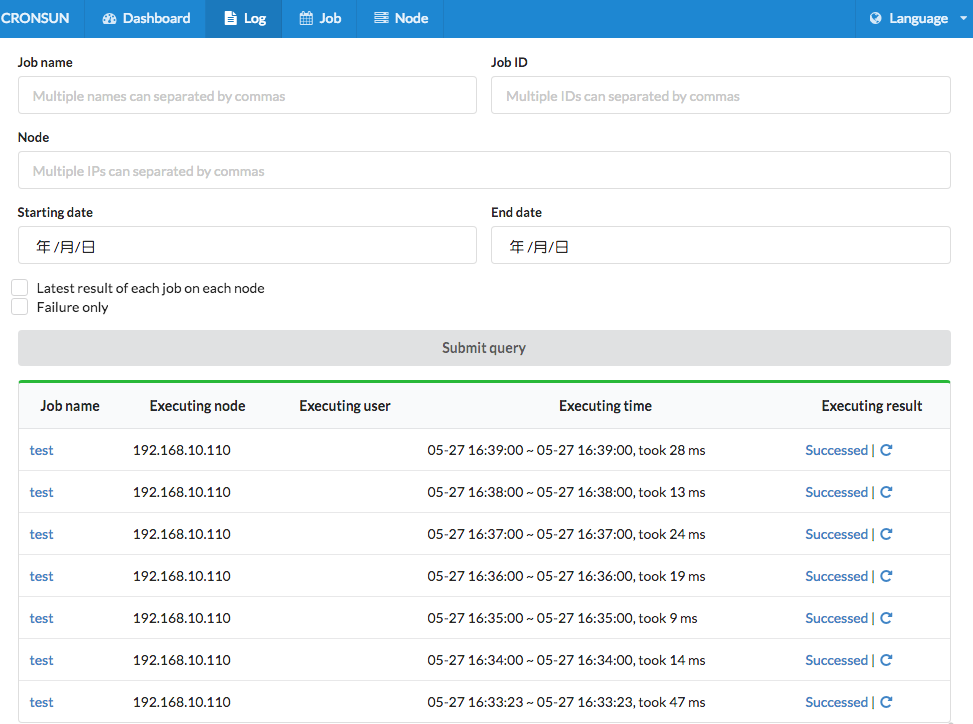 CRONSUN Dashboard Log Job Node Language
Job name Job ID
Multiple names can separated by commas Multiple IDs can separated by commas
Node
Multiple IPs can separated by commas
Starting date End date
年 /月/日 年 /月/日
Latest result of each job on each node
Failure only
Submit query
Job name Executing node Executing user Executing time Executing result
test 192.168.10.110 05-27 16:39:00 ~ 05-27 16:39:00, took 28 ms Successed |
test 192.168.10.110 05-27 16:38:00 ~ 05-27 16:38:00, took 13 ms Successed |
test 192.168.10.110 05-27 16:37:00 ~ 05-27 16:37:00, took 24 ms Successed |
test 192.168.10.110 05-27 16:36:00 ~ 05-27 16:36:00, took 19 ms Successed |
test 192.168.10.110 05-27 16:35:00 ~ 05-27 16:35:00, took 9 ms Successed |
test 192.168.10.110 05-27 16:34:00 ~ 05-27 16:34:00, took 14 ms Successed |
test 192.168.10.110 05-27 16:33:23 ~ 05-27 16:33:23, took 47 ms Successed |